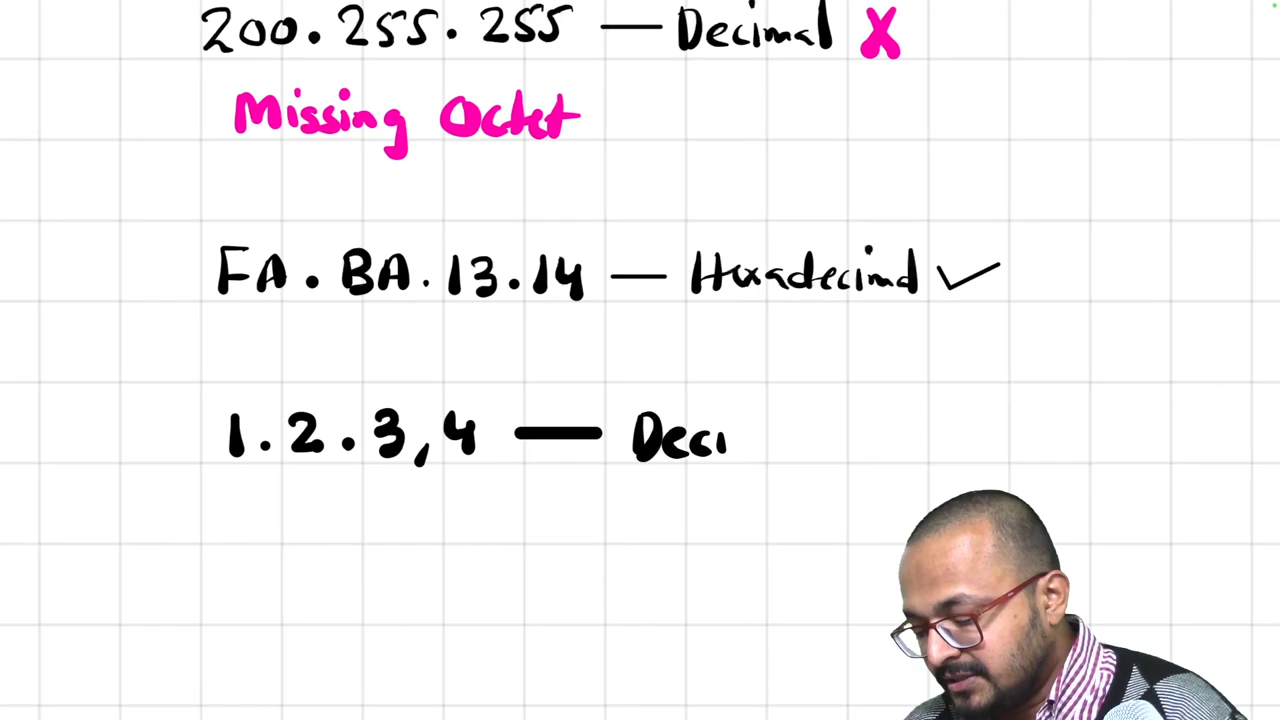 200.255.255 — Decimal X
Missing Octet
FA.BA.13.14 — Hexadecimal ✓
1.2.3,4 — Deci